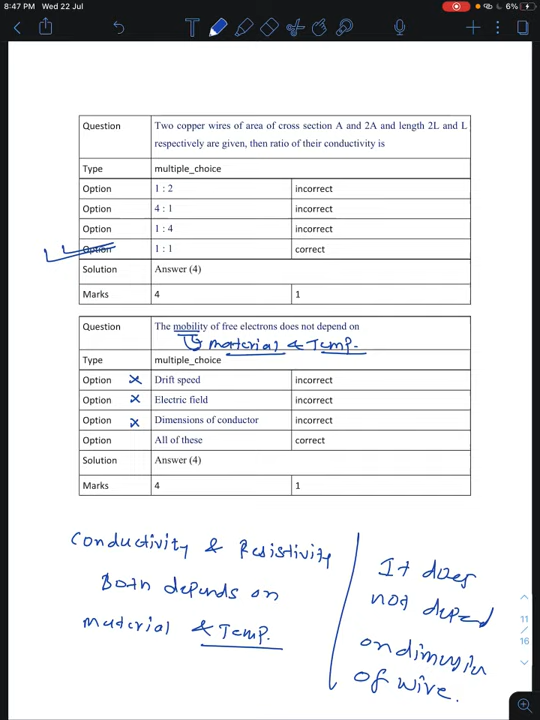 8:47 PM Wed 22 Jul
6%
Question Two copper wires of area of cross section A and 2A and length 2L and L
respectively are given, then ratio of their conductivity is
Type multiple_choice
Option 1 : 2 incorrect
Option 4 : 1 incorrect
Option 1 : 4 incorrect
Option 1 : 1 correct
Solution Answer (4)
Marks 4 1
Question The mobility of free electrons does not depend on
material & Temp.
Type multiple_choice
Option Drift speed incorrect
Option Electric field incorrect
Option Dimensions of conductor incorrect
Option All of these correct
Solution Answer (4)
Marks 4 1
Conductivity & Resistivity
Both depends on
material & Temp.
It does
not depend
on dimension
of wire.
11
16